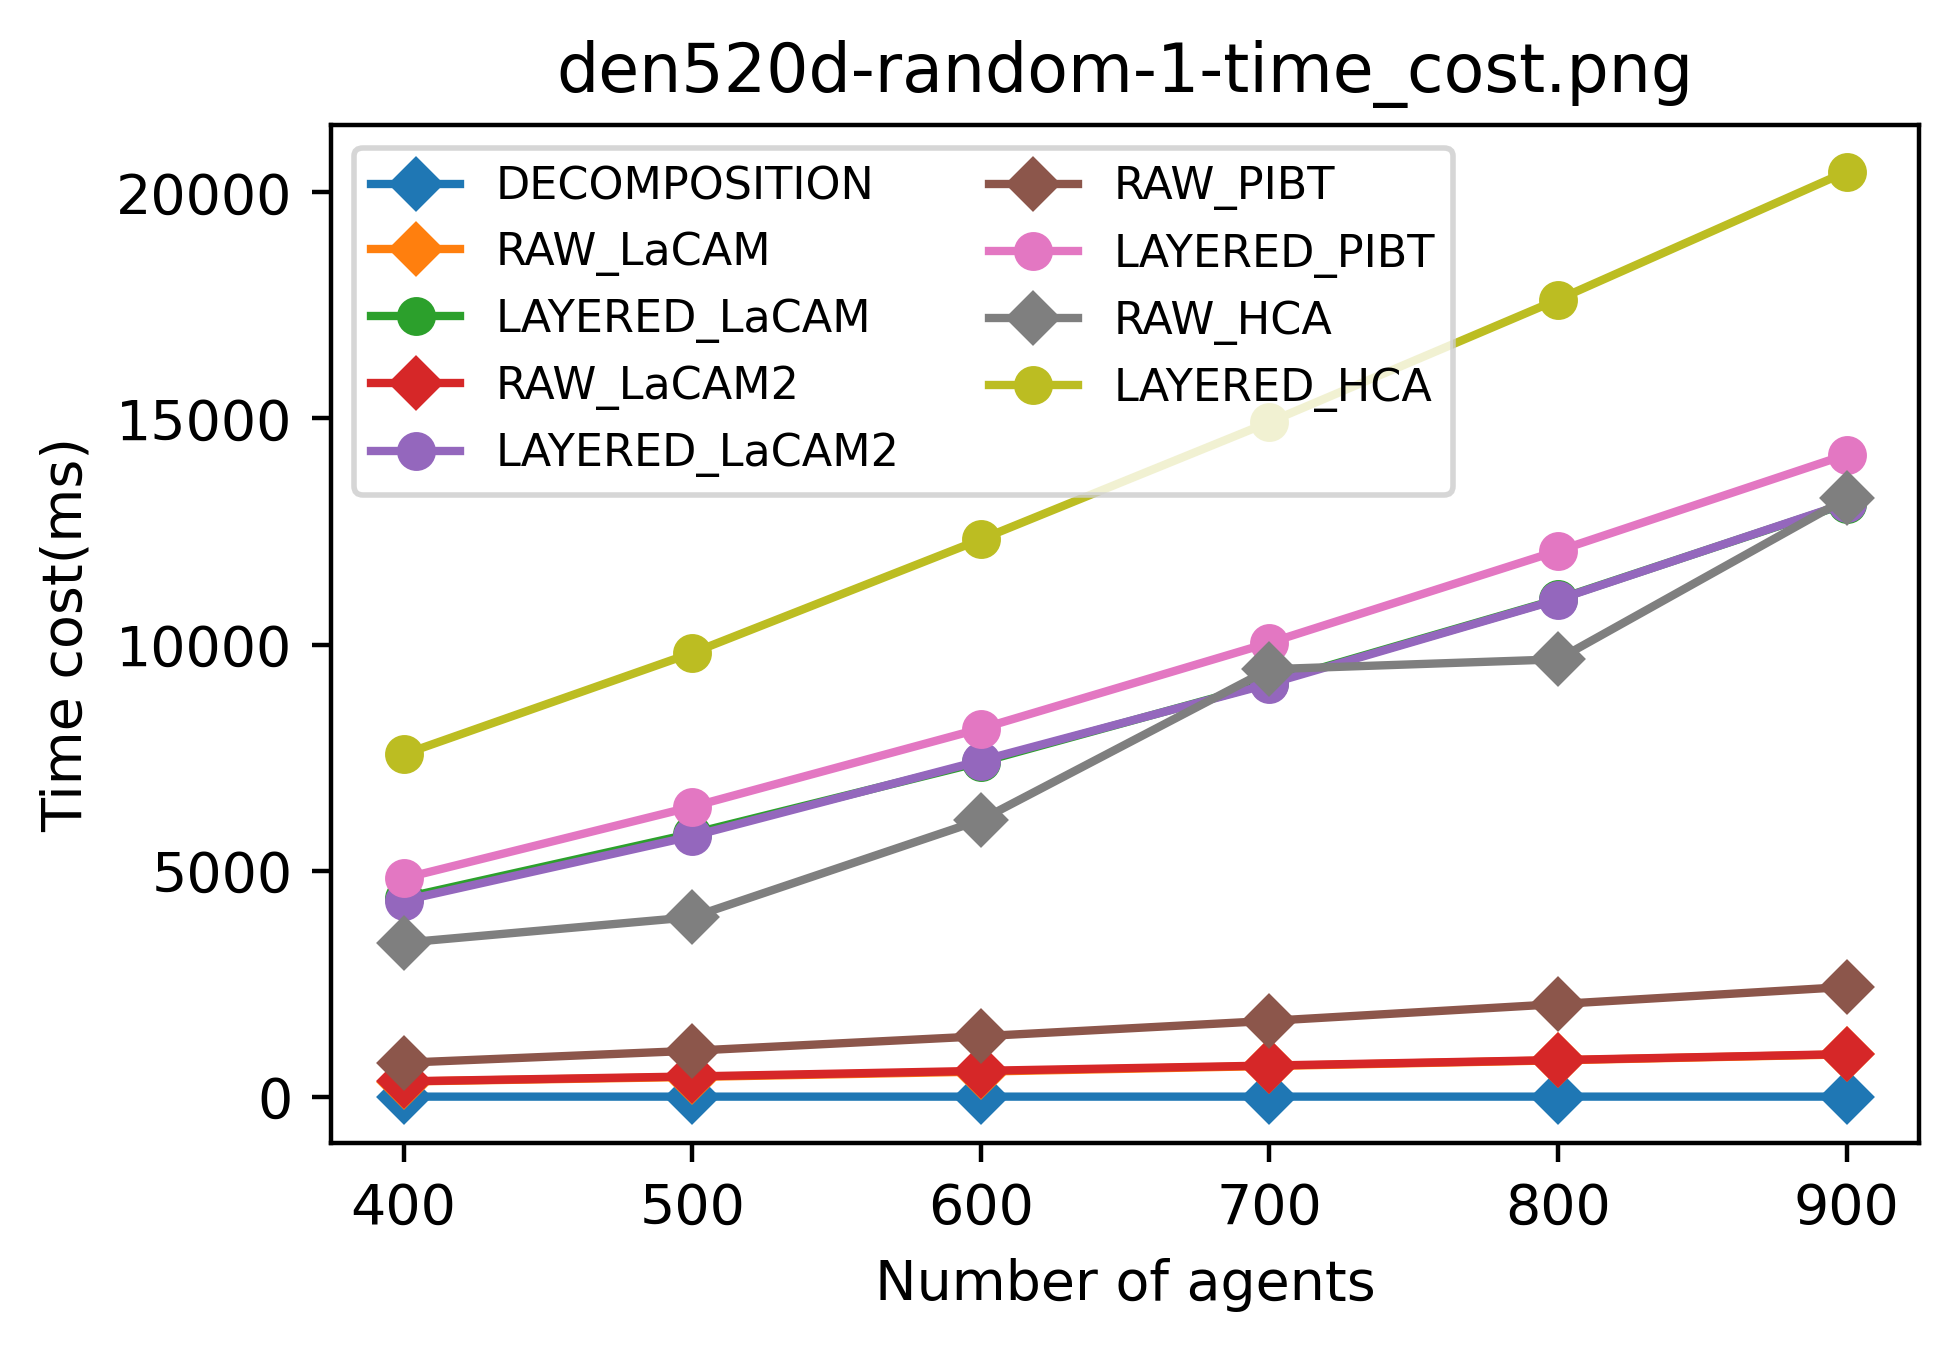 den520d-random-1-time_cost.png
DECOMPOSITION
RAW_LaCAM
LAYERED_LaCAM
RAW_LaCAM2
LAYERED_LaCAM2
RAW_PIBT
LAYERED_PIBT
RAW_HCA
LAYERED_HCA
Time cost(ms)
20000
15000
10000
5000
0
400 500 600 700 800 900
Number of agents